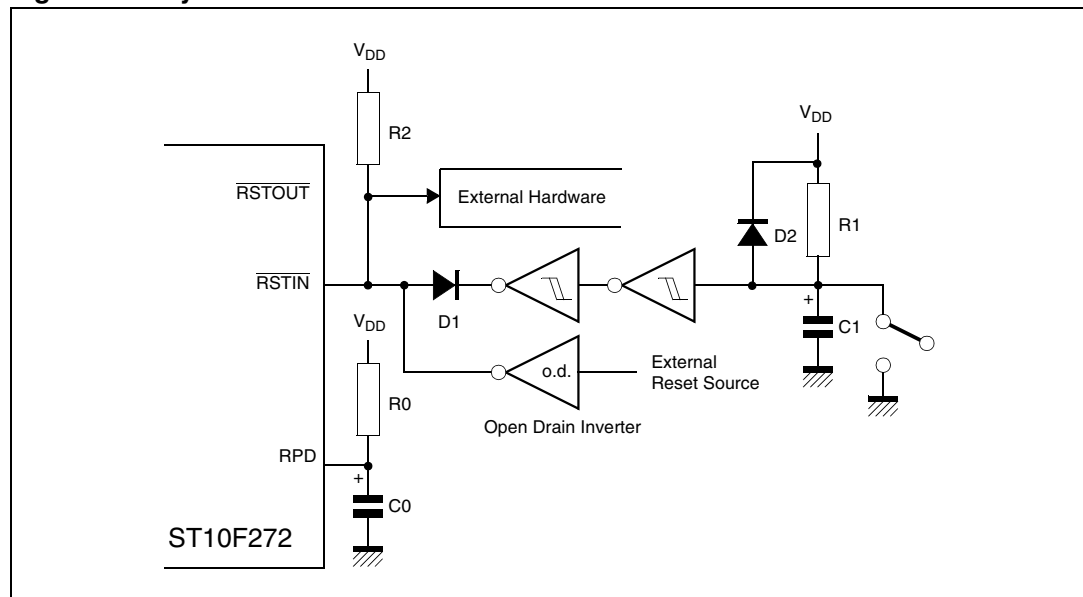 V_DD
R2
V_DD
RSTOUT
External Hardware
D2
R1
RSTIN
D1
V_DD
+
C1
o.d.
External
Reset Source
R0
Open Drain Inverter
RPD
+
C0
ST10F272